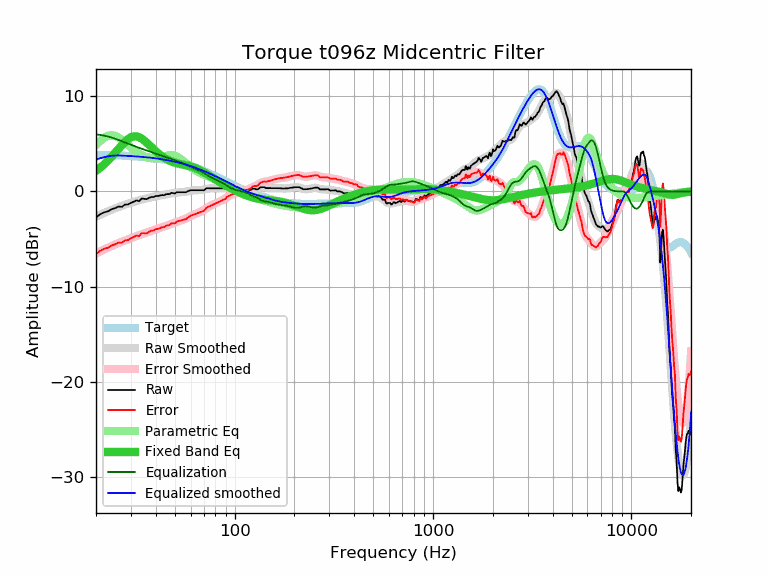 Torque t096z Midcentric Filter
Amplitude (dBr)
10
0
−10
−20
−30
Target
Raw Smoothed
Error Smoothed
Raw
Error
Parametric Eq
Fixed Band Eq
Equalization
Equalized smoothed
100
1000
10000
Frequency (Hz)